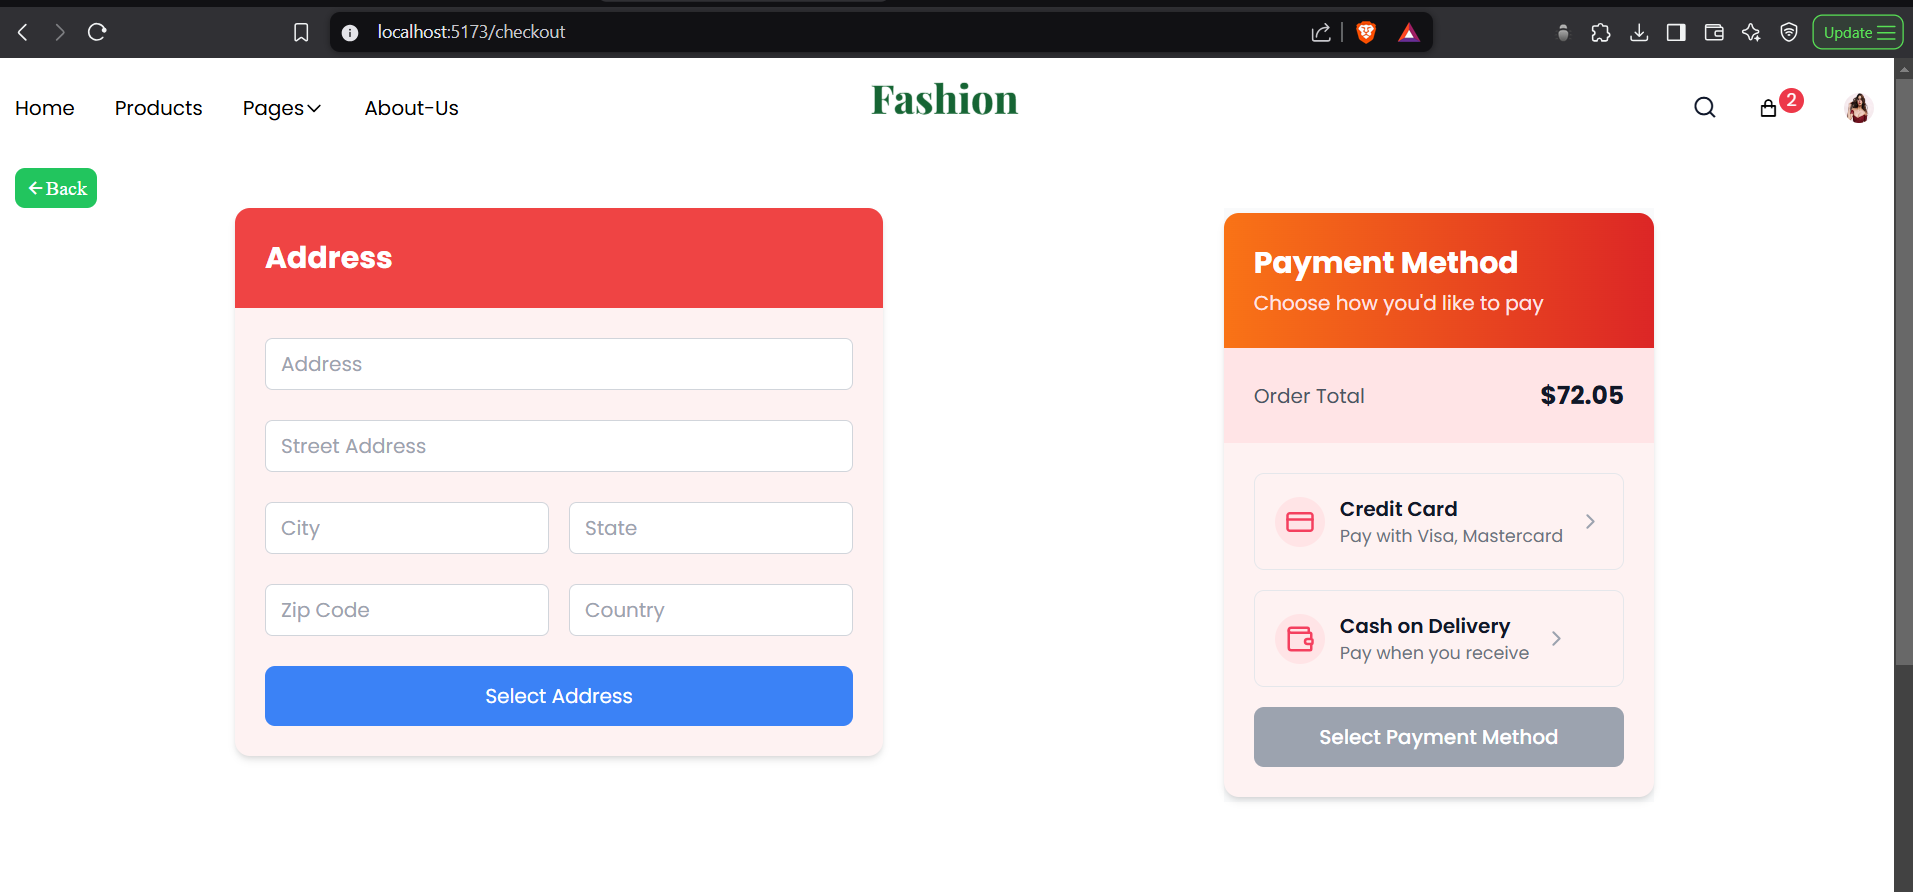 localhost:5173/checkout
Update
Home Products Pages About-Us
Fashion
2
Back
Address
Address
Street Address
City State
Zip Code Country
Select Address
Payment Method
Choose how you'd like to pay
Order Total $72.05
Credit Card
Pay with Visa, Mastercard
Cash on Delivery
Pay when you receive
Select Payment Method